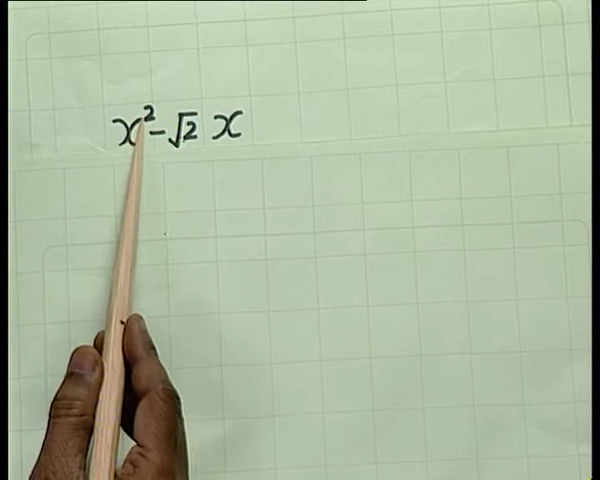 x² - √2 x